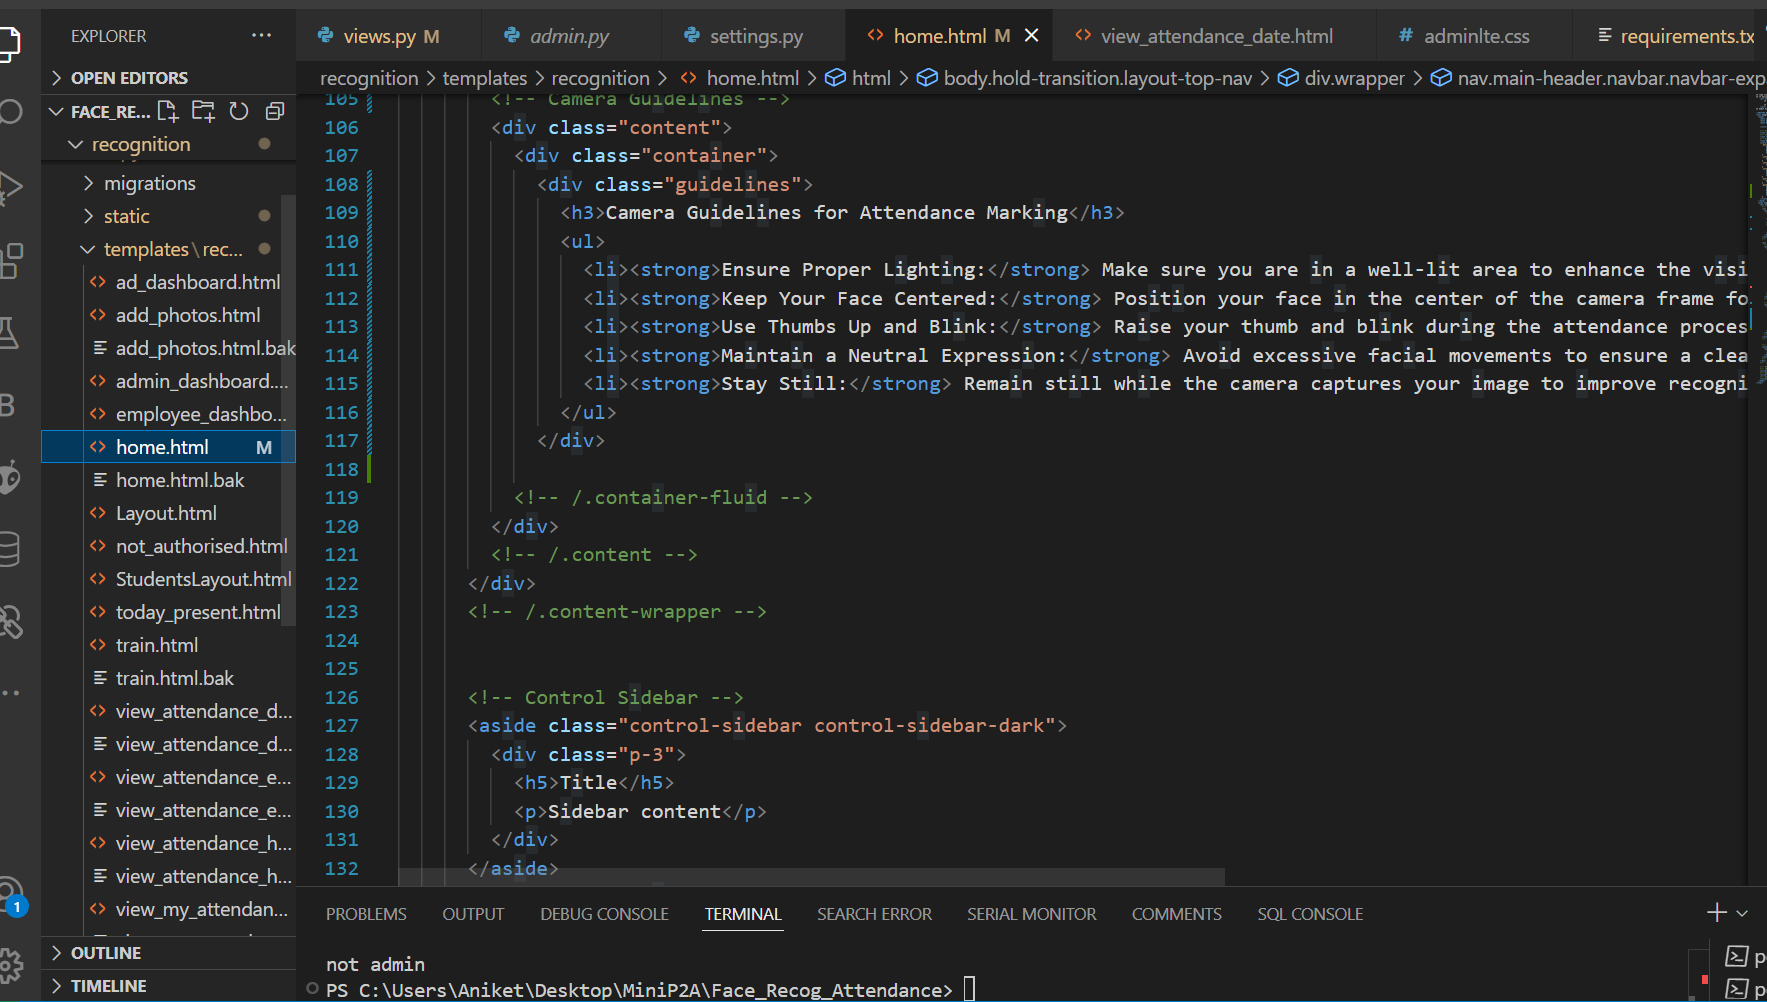 EXPLORER ...
views.py M
admin.py
settings.py
home.html M
view_attendance_date.html
adminlte.css
requirements.tx
OPEN EDITORS
recognition > templates > recognition > home.html > html > body.hold-transition.layout-top-nav > div.wrapper > nav.main-header.navbar.navbar-exp
FACE_RE...
recognition
migrations
static
templates\rec...
ad_dashboard.html
add_photos.html
add_photos.html.bak
admin_dashboard....
employee_dashbo...
home.html M
home.html.bak
Layout.html
not_authorised.html
StudentsLayout.html
today_present.html
train.html
train.html.bak
view_attendance_d...
view_attendance_d...
view_attendance_e...
view_attendance_e...
view_attendance_h...
view_attendance_h...
view_my_attendan...
OUTLINE
TIMELINE
1
105 <!-- Camera Guidelines -->
106 <div class="content">
107 <div class="container">
108 <div class="guidelines">
109 <h3>Camera Guidelines for Attendance Marking</h3>
110 <ul>
111 <li><strong>Ensure Proper Lighting:</strong> Make sure you are in a well-lit area to enhance the visi
112 <li><strong>Keep Your Face Centered:</strong> Position your face in the center of the camera frame fo
113 <li><strong>Use Thumbs Up and Blink:</strong> Raise your thumb and blink during the attendance proces
114 <li><strong>Maintain a Neutral Expression:</strong> Avoid excessive facial movements to ensure a clea
115 <li><strong>Stay Still:</strong> Remain still while the camera captures your image to improve recogni
116 </ul>
117 </div>
118
119 <!-- /.container-fluid -->
120 </div>
121 <!-- /.content -->
122 </div>
123 <!-- /.content-wrapper -->
124
125
126 <!-- Control Sidebar -->
127 <aside class="control-sidebar control-sidebar-dark">
128 <div class="p-3">
129 <h5>Title</h5>
130 <p>Sidebar content</p>
131 </div>
132 </aside>
PROBLEMS OUTPUT DEBUG CONSOLE TERMINAL SEARCH ERROR SERIAL MONITOR COMMENTS SQL CONSOLE
not admin
PS C:\Users\Aniket\Desktop\MiniP2A\Face_Recog_Attendance>
p
p